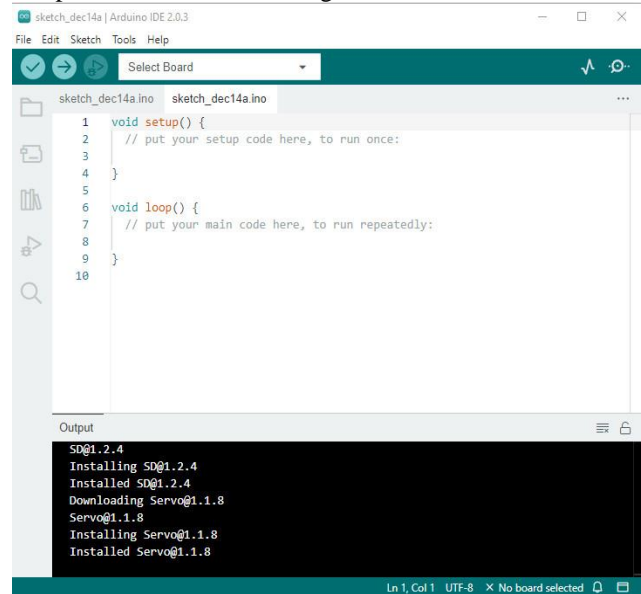 sketch_dec14a | Arduino IDE 2.0.3
File Edit Sketch Tools Help
Select Board
sketch_dec14a.ino sketch_dec14a.ino
1 void setup() {
2 // put your setup code here, to run once:
3
4 }
5
6 void loop() {
7 // put your main code here, to run repeatedly:
8
9 }
10
Output
SD@1.2.4
Installing SD@1.2.4
Installed SD@1.2.4
Downloading Servo@1.1.8
Servo@1.1.8
Installing Servo@1.1.8
Installed Servo@1.1.8
Ln 1, Col 1 UTF-8 × No board selected